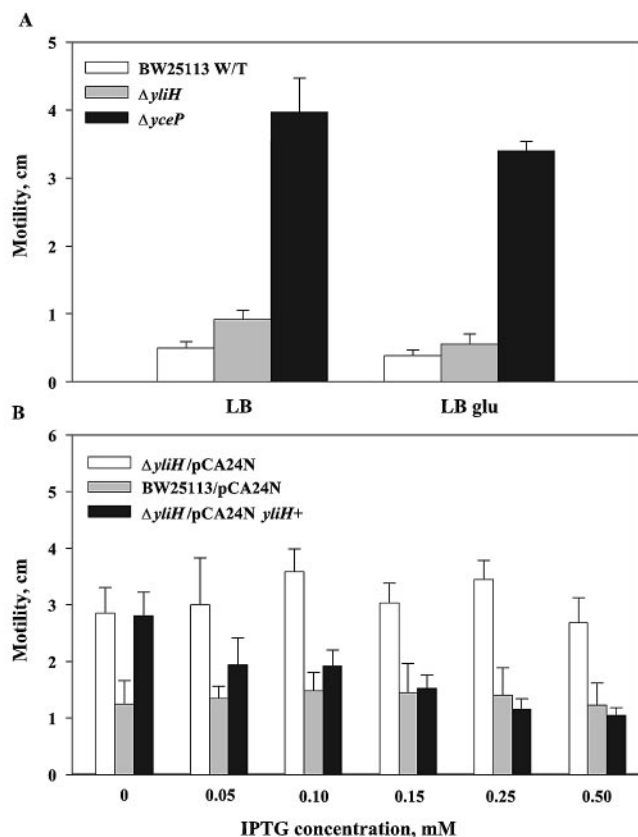 A
5
BW25113 W/T
ΔyliH
ΔyceP
4
3
2
1
0
Motility, cm
LB LB glu
B
6
ΔyliH/pCA24N
BW25113/pCA24N
ΔyliH/pCA24N yliH+
5
4
3
2
1
0
Motility, cm
0 0.05 0.10 0.15 0.25 0.50
IPTG concentration, mM